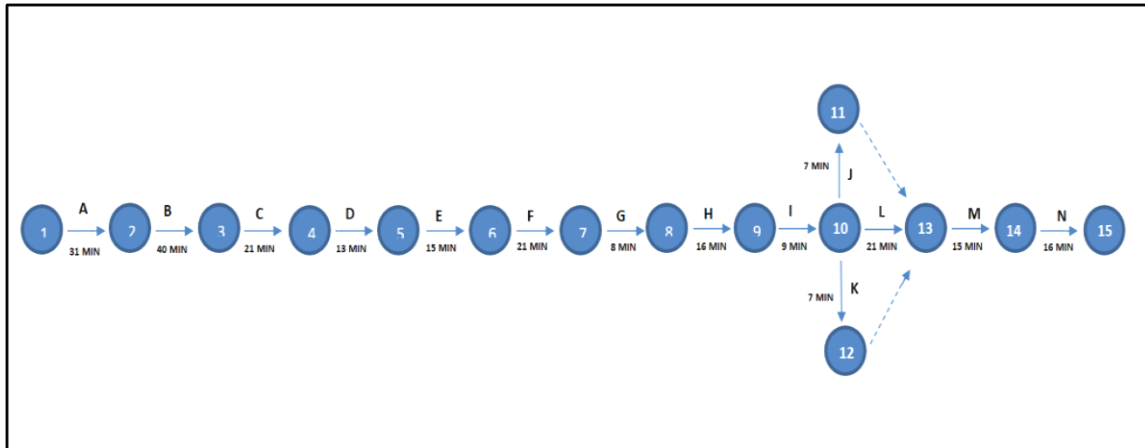 11
7 MIN
J
A
B
C
D
E
F
G
H
I
L
M
N
1
2
3
4
5
6
7
8
9
10
13
14
15
31 MIN
40 MIN
21 MIN
13 MIN
15 MIN
21 MIN
8 MIN
16 MIN
9 MIN
21 MIN
15 MIN
16 MIN
K
7 MIN
12